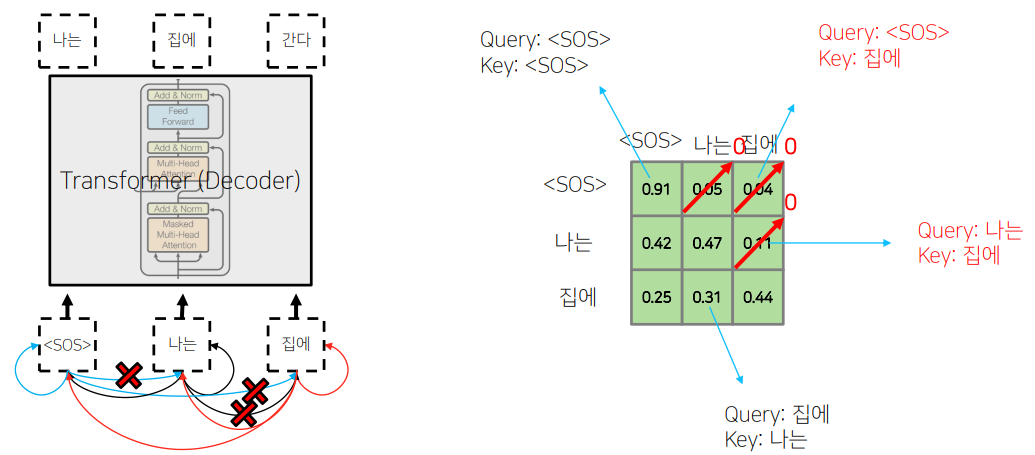 나는
집에
간다
Add & Norm
Feed
Forward
Add & Norm
Multi-Head
Attention
Transformer (Decoder)
Add & Norm
Masked
Multi-Head
Attention
<SOS>
나는
집에
Query: <SOS>
Key: <SOS>
Query: <SOS>
Key: 집에
<SOS>
나는
0
집에
0
<SOS>
0.91
0.05
0.04
0
나는
0.42
0.47
0.11
집에
0.25
0.31
0.44
Query: 나는
Key: 집에
Query: 집에
Key: 나는